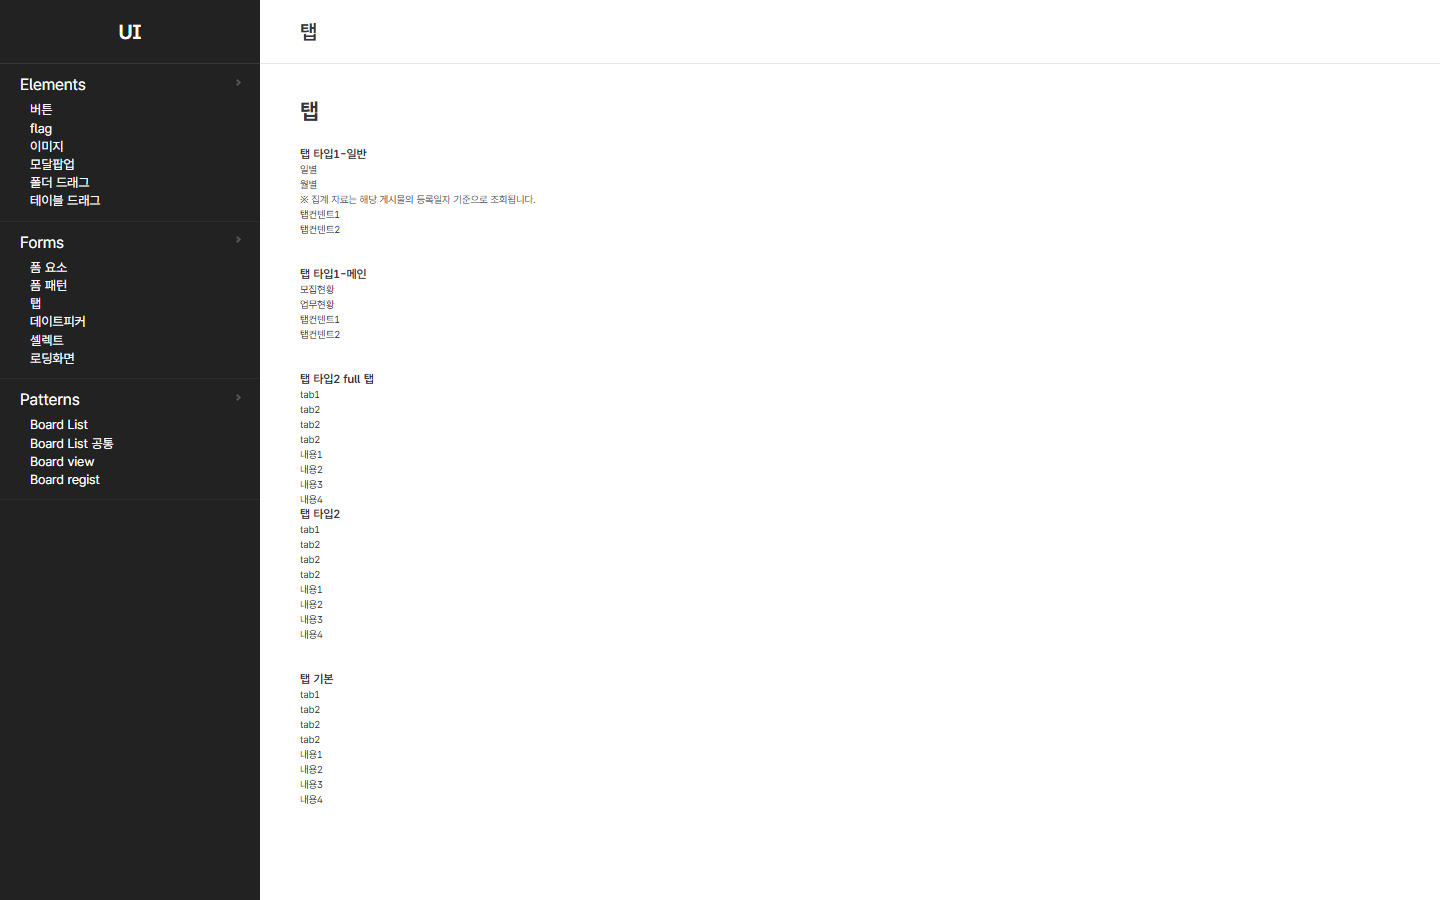 UI
Elements
버튼
flag
이미지
모달팝업
폴더 드래그
테이블 드래그
Forms
폼 요소
폼 패턴
탭
데이트피커
셀렉트
로딩화면
Patterns
Board List
Board List 공통
Board view
Board regist
탭
탭
탭 타입1-일반
일별
월별
※ 집계 자료는 해당 게시물의 등록일자 기준으로 조회됩니다.
탭컨텐트1
탭컨텐트2
탭 타입1-메인
모집현황
업무현황
탭컨텐트1
탭컨텐트2
탭 타입2 full 탭
tab1
tab2
tab2
tab2
내용1
내용2
내용3
내용4
탭 타입2
tab1
tab2
tab2
tab2
내용1
내용2
내용3
내용4
탭 기본
tab1
tab2
tab2
tab2
내용1
내용2
내용3
내용4